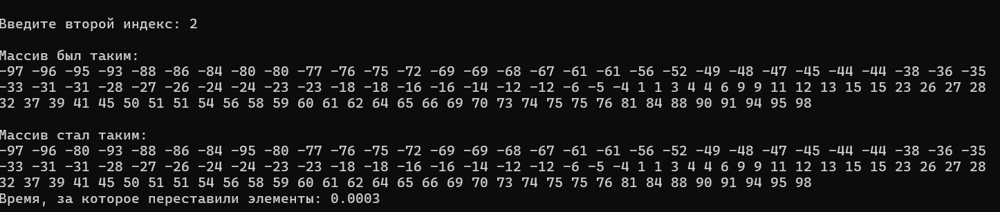 Введите второй индекс: 2
Массив был таким:
-97 -96 -95 -93 -88 -86 -84 -80 -80 -77 -76 -75 -72 -69 -69 -68 -67 -61 -61 -56 -52 -49 -48 -47 -45 -44 -44 -38 -36 -35
-33 -31 -31 -28 -27 -26 -24 -24 -23 -23 -18 -18 -16 -16 -14 -12 -12 -6 -5 -4 1 1 3 4 4 6 9 9 11 12 13 15 15 23 26 27 28
32 37 39 41 45 50 51 51 54 56 58 59 60 61 62 64 65 66 69 70 73 74 75 75 76 81 84 88 90 91 94 95 98
Массив стал таким:
-97 -96 -80 -93 -88 -86 -84 -95 -80 -77 -76 -75 -72 -69 -69 -68 -67 -61 -61 -56 -52 -49 -48 -47 -45 -44 -44 -38 -36 -35
-33 -31 -31 -28 -27 -26 -24 -24 -23 -23 -18 -18 -16 -16 -14 -12 -12 -6 -5 -4 1 1 3 4 4 6 9 9 11 12 13 15 15 23 26 27 28
32 37 39 41 45 50 51 51 54 56 58 59 60 61 62 64 65 66 69 70 73 74 75 75 76 81 84 88 90 91 94 95 98
Время, за которое переставили элементы: 0.0003